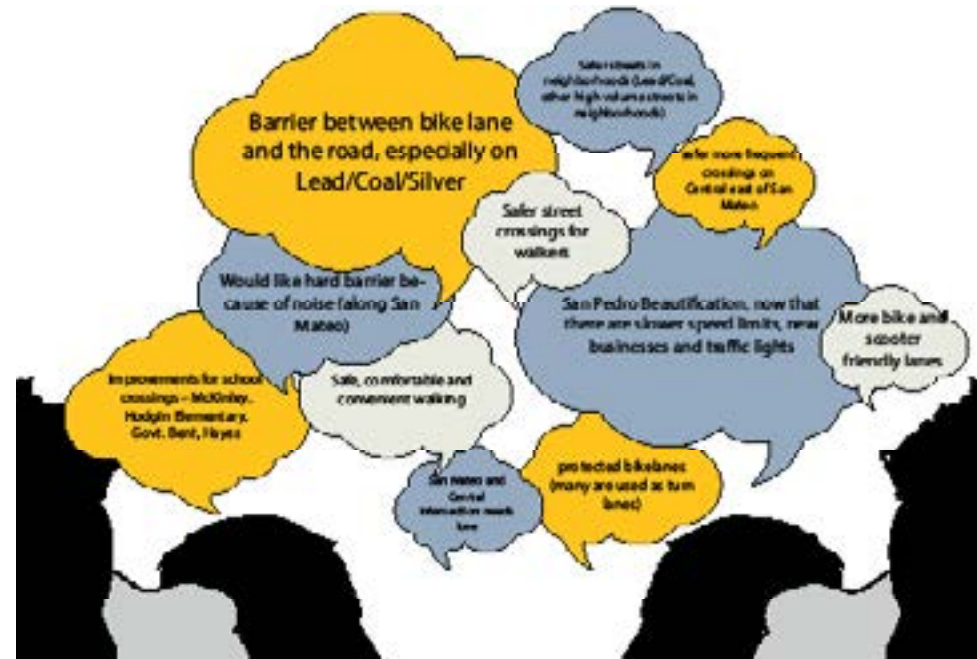 Safer streets in
neighborhoods (Lead/Coal,
other high volume streets in
neighborhoods)
Barrier between bike lane
and the road, especially on
Lead/Coal/Silver
safer more frequent
crossings on
Central east of San
Mateo
Safer street
crossings for
walkers
Would like hard barrier be-
cause of noise (along San
Mateo)
San Pedro Beautification, now that
there are slower speed limits, new
businesses and traffic lights
More bike and
scooter
friendly lanes
Improvements for school
crossings – McKinley,
Hodgin Elementary,
Govt. Bent, Hayes
Safe, comfortable and
convenient walking
protected bikelanes
(many are used as turn
lanes)
San Mateo and
Central
intersection needs
love